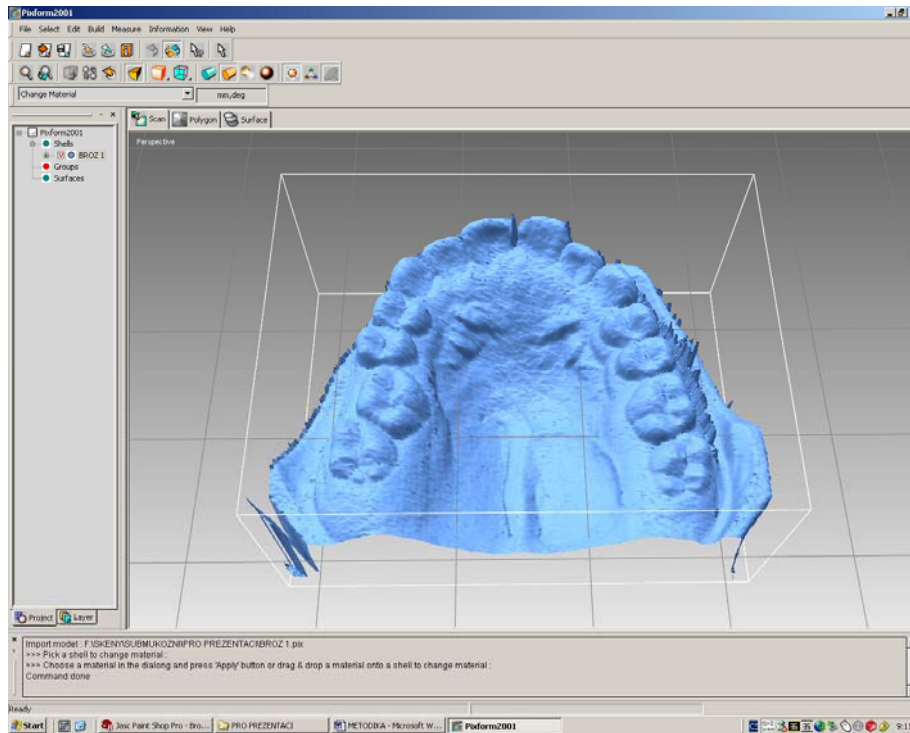 Pixform2001
File Select Edit Build Measure Information View Help
Change Material
mm,deg
Scan Polygon Surface
Pixform2001
Shells
BROZ 1
Groups
Surfaces
Perspective
Project Layer
Import model : F:\SKENY\SUBMUKOZNI\PRO PREZENTACI\BROZ 1.pix
>>> Pick a shell to change material :
>>> Choose a material in the dialong and press 'Apply' button or drag & drop a material onto a shell to change material :
Command done
Ready
Start Jasc Paint Shop Pro - Bro... PRO PREZENTACI METODIKA - Microsoft W... Pixform2001